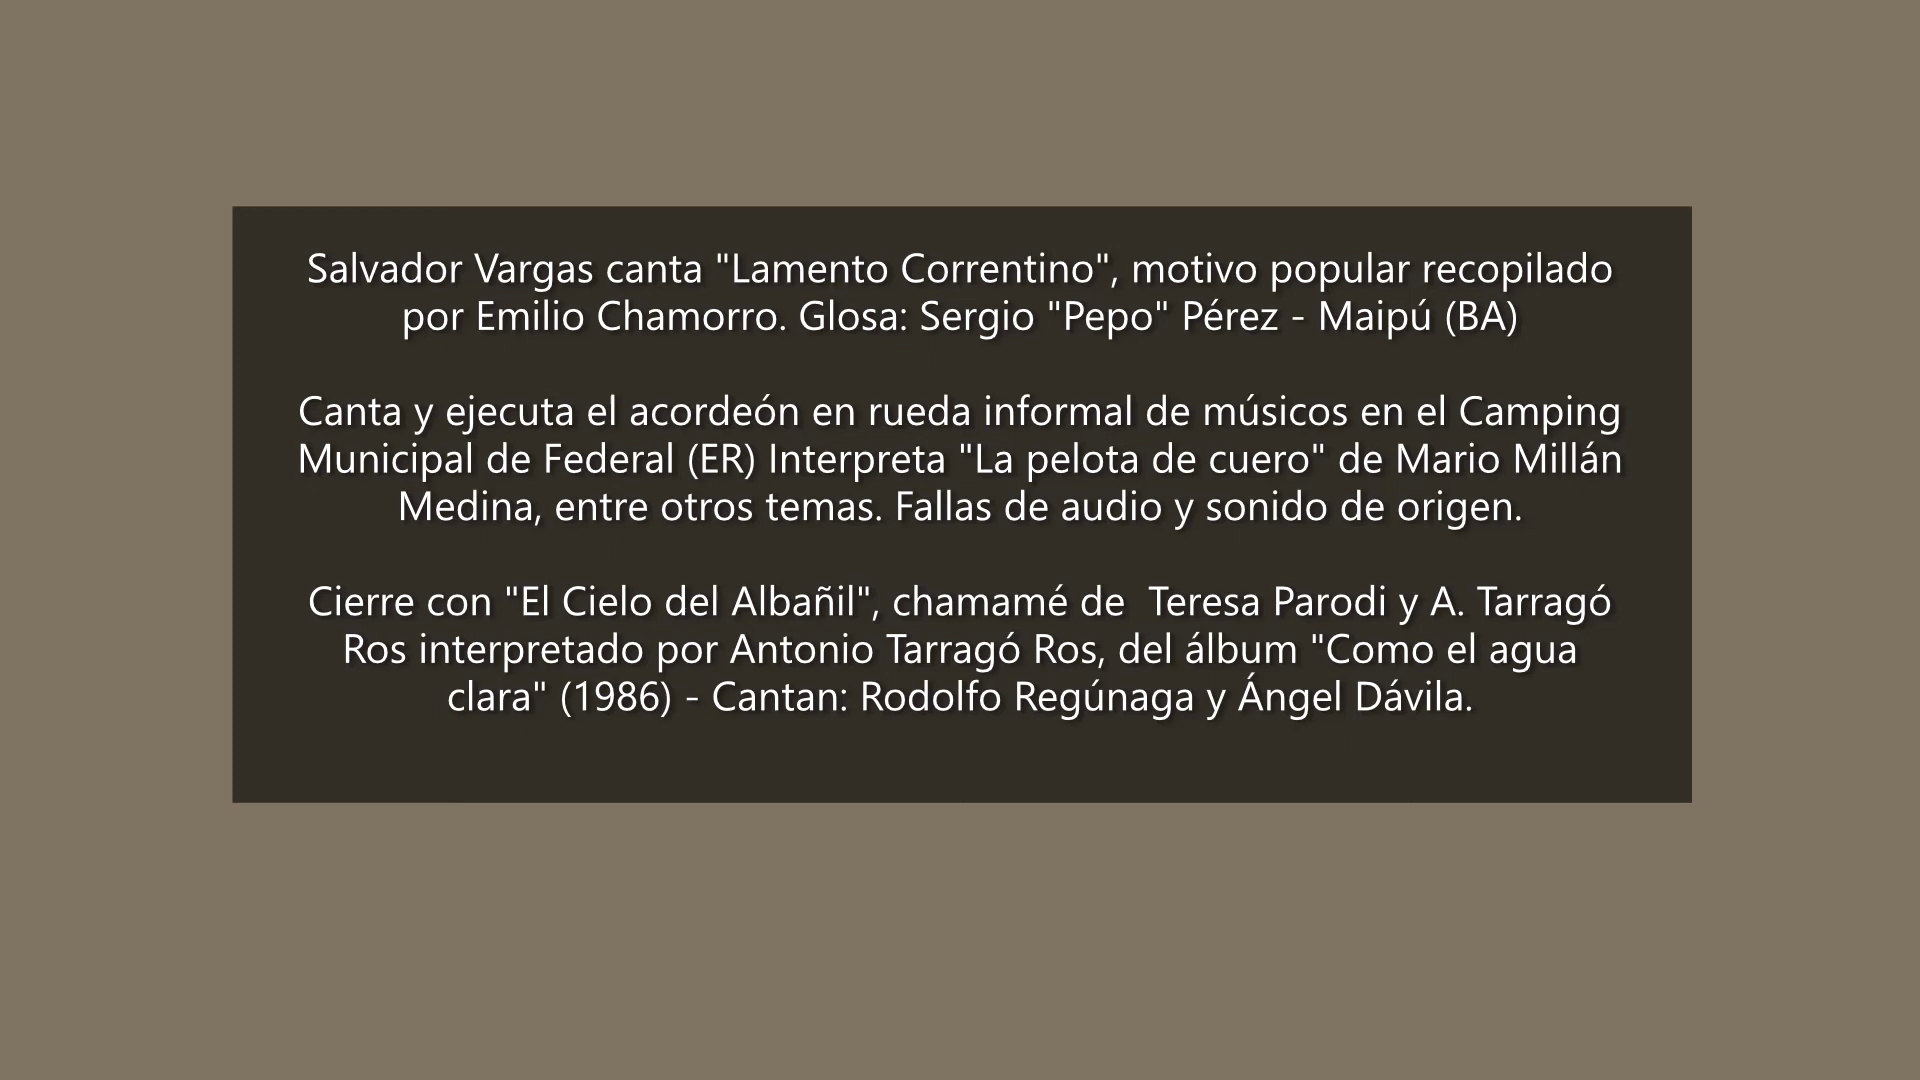 Salvador Vargas canta "Lamento Correntino", motivo popular recopilado
por Emilio Chamorro. Glosa: Sergio "Pepo" Pérez - Maipú (BA)
Canta y ejecuta el acordeón en rueda informal de músicos en el Camping
Municipal de Federal (ER) Interpreta "La pelota de cuero" de Mario Millán
Medina, entre otros temas. Fallas de audio y sonido de origen.
Cierre con "El Cielo del Albañil", chamamé de  Teresa Parodi y A. Tarragó
Ros interpretado por Antonio Tarragó Ros, del álbum "Como el agua
clara" (1986) - Cantan: Rodolfo Regúnaga y Ángel Dávila.